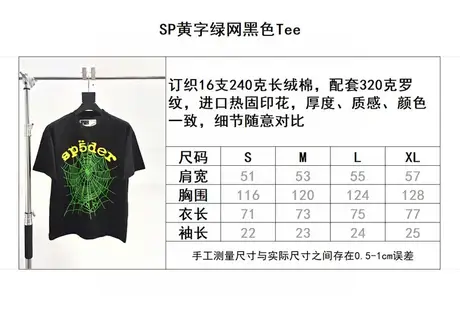 SP黄字绿网黑色Tee
spöder
订织16支240克长绒棉，配套320克罗
纹，进口热固印花，厚度、质感、颜色
一致，细节随意对比
尺码 S M L XL
肩宽 51 53 55 57
胸围 116 120 124 128
衣长 71 73 75 77
袖长 22 23 24 25
手工测量尺寸与实际尺寸之间存在0.5-1cm误差